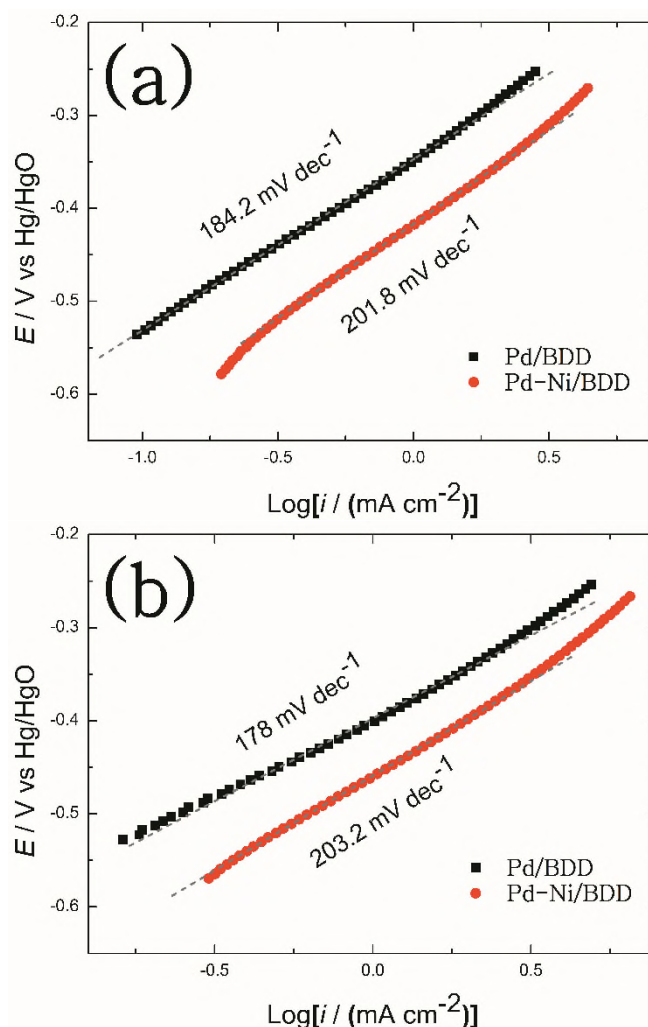 (a)
-0.2
-0.3
-0.4
-0.5
-0.6
E / V vs Hg/HgO
184.2 mV dec⁻¹
201.8 mV dec⁻¹
Pd/BDD
Pd-Ni/BDD
-1.0 -0.5 0.0 0.5
Log[i / (mA cm⁻²)]
(b)
-0.2
-0.3
-0.4
-0.5
-0.6
E / V vs Hg/HgO
178 mV dec⁻¹
203.2 mV dec⁻¹
Pd/BDD
Pd-Ni/BDD
-0.5 0.0 0.5
Log[i / (mA cm⁻²)]